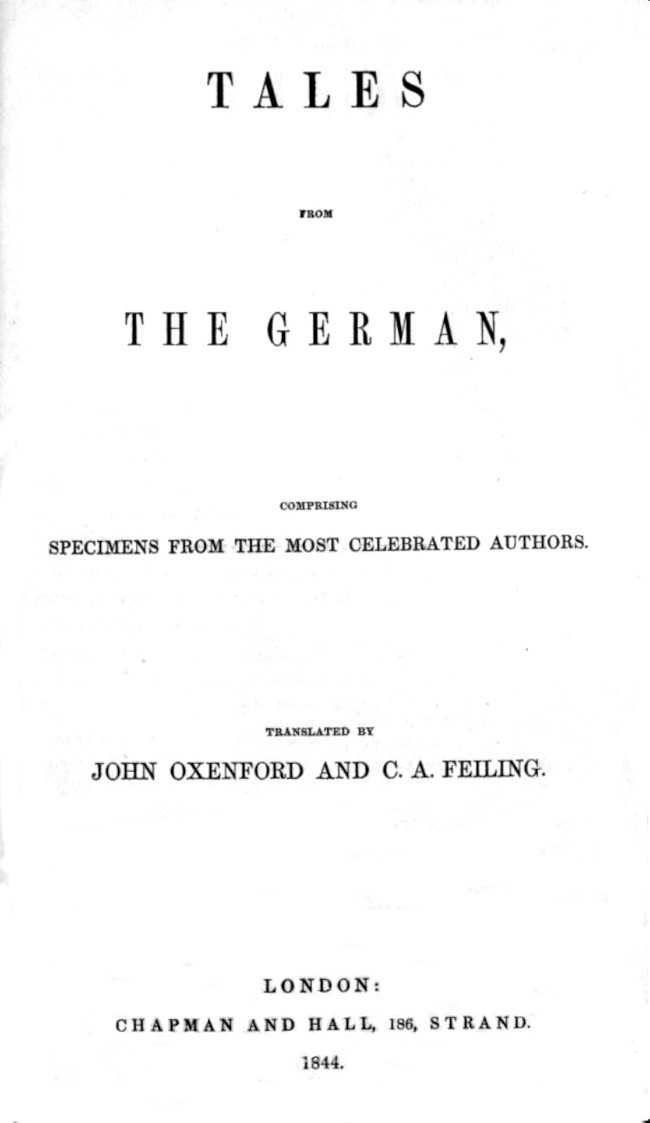 TALES
FROM
THE GERMAN,
COMPRISING
SPECIMENS FROM THE MOST CELEBRATED AUTHORS.
TRANSLATED BY
JOHN OXENFORD AND C. A. FEILING.
LONDON:
CHAPMAN AND HALL, 186, STRAND.
1844.